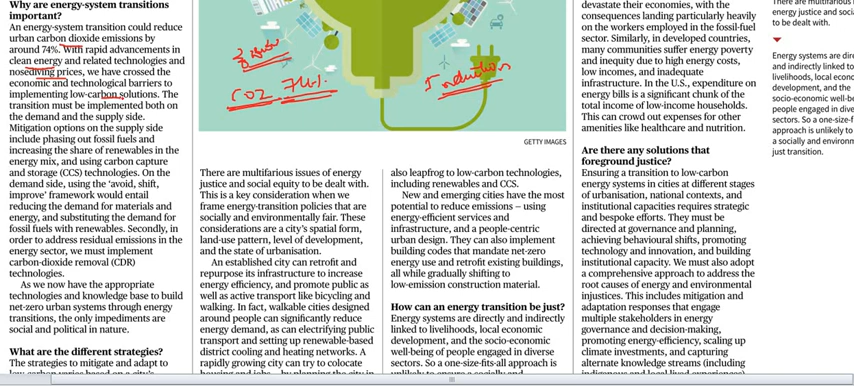 Why are energy-system transitions
important?
An energy-system transition could reduce
urban carbon dioxide emissions by
around 74%. With rapid advancements in
clean energy and related technologies and
nosediving prices, we have crossed the
economic and technological barriers to
implementing low-carbon solutions. The
transition must be implemented both on
the demand and the supply side.
Mitigation options on the supply side
include phasing out fossil fuels and
increasing the share of renewables in the
energy mix, and using carbon capture
and storage (CCS) technologies. On the
demand side, using the ‘avoid, shift,
improve’ framework would entail
reducing the demand for materials and
energy, and substituting the demand for
fossil fuels with renewables. Secondly, in
order to address residual emissions in the
energy sector, we must implement
carbon-dioxide removal (CDR)
technologies.
As we now have the appropriate
technologies and knowledge base to build
net-zero urban systems through energy
transitions, the only impediments are
social and political in nature.
What are the different strategies?
The strategies to mitigate and adapt to
CO2 74%.
GETTY IMAGES
There are multifarious issues of energy
justice and social equity to be dealt with.
This is a key consideration when we
frame energy-transition policies that are
socially and environmentally fair. These
considerations are a city’s spatial form,
land-use pattern, level of development,
and the state of urbanisation.
An established city can retrofit and
repurpose its infrastructure to increase
energy efficiency, and promote public as
well as active transport like bicycling and
walking. In fact, walkable cities designed
around people can significantly reduce
energy demand, as can electrifying public
transport and setting up renewable-based
district cooling and heating networks. A
rapidly growing city can try to colocate
also leapfrog to low-carbon technologies,
including renewables and CCS.
New and emerging cities have the most
potential to reduce emissions – using
energy-efficient services and
infrastructure, and a people-centric
urban design. They can also implement
building codes that mandate net-zero
energy use and retrofit existing buildings,
all while gradually shifting to
low-emission construction material.
How can an energy transition be just?
Energy systems are directly and indirectly
linked to livelihoods, local economic
development, and the socio-economic
well-being of people engaged in diverse
sectors. So a one-size-fits-all approach is
devastate their economies, with the
consequences landing particularly heavily
on the workers employed in the fossil-fuel
sector. Similarly, in developed countries,
many communities suffer energy poverty
and inequity due to high energy costs,
low incomes, and inadequate
infrastructure. In the U.S., expenditure on
energy bills is a significant chunk of the
total income of low-income households.
This can crowd out expenses for other
amenities like healthcare and nutrition.
Are there any solutions that
foreground justice?
Ensuring a transition to low-carbon
energy systems in cities at different stages
of urbanisation, national contexts, and
institutional capacities requires strategic
and bespoke efforts. They must be
directed at governance and planning,
achieving behavioural shifts, promoting
technology and innovation, and building
institutional capacity. We must also adopt
a comprehensive approach to address the
root causes of energy and environmental
injustices. This includes mitigation and
adaptation responses that engage
multiple stakeholders in energy
governance and decision-making,
promoting energy-efficiency, scaling up
climate investments, and capturing
alternate knowledge streams (including
There are multifarious
energy justice and soci
to be dealt with.
Energy systems are dir
and indirectly linked to
livelihoods, local econo
development, and the
socio-economic well-be
people engaged in dive
sectors. So a one-size-f
approach is unlikely to
a socially and environm
just transition.